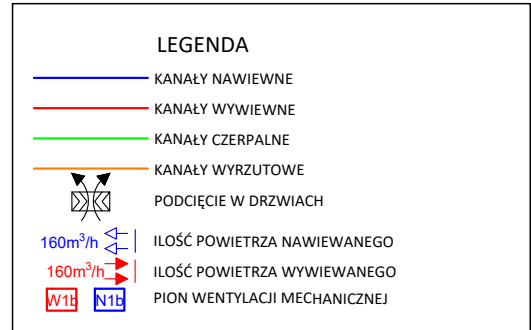 LEGENDA
KANAŁY NAWIEWNE
KANAŁY WYWIEWNE
KANAŁY CZERPALNE
KANAŁY WYRZUTOWE
PODCIĘCIE W DRZWIACH
160m³/h ILOŚĆ POWIETRZA NAWIEWANEGO
160m³/h ILOŚĆ POWIETRZA WYWIEWANEGO
W1b N1b PION WENTYLACJI MECHANICZNEJ